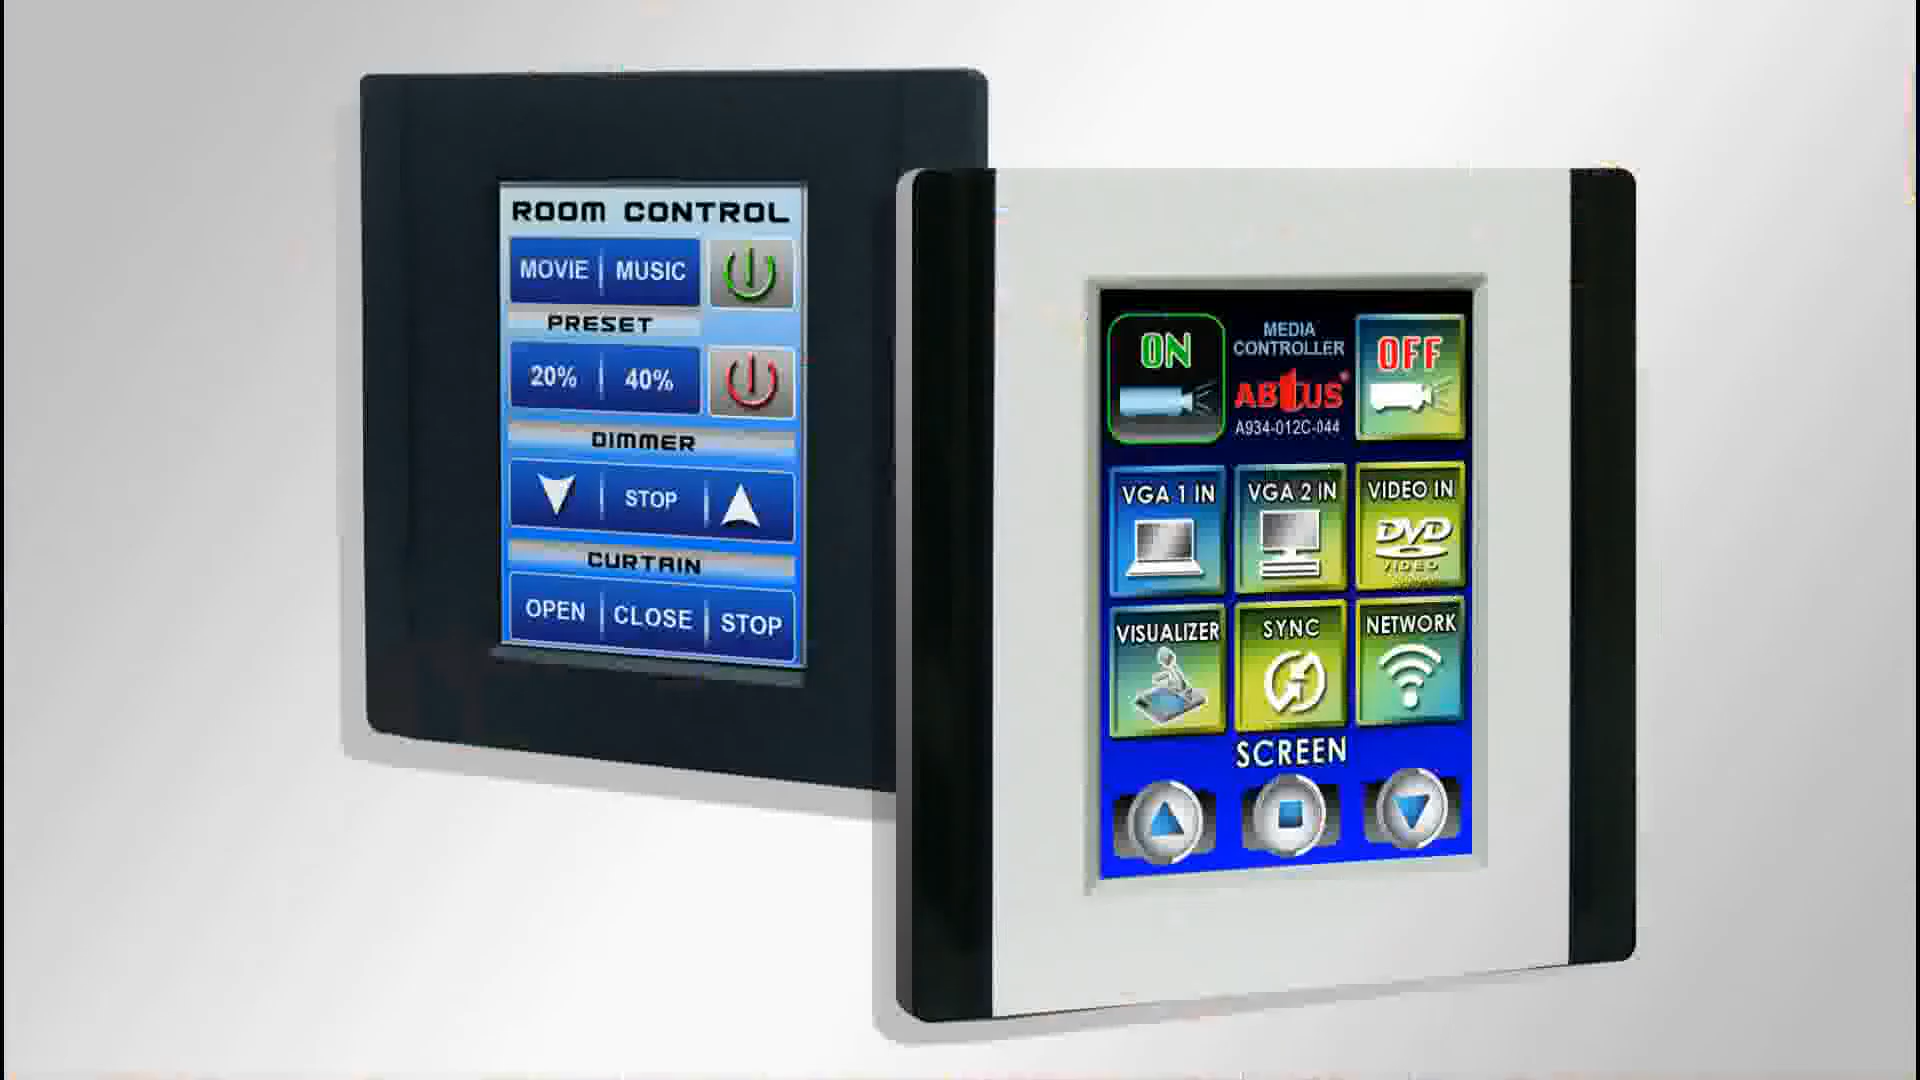 ROOM CONTROL
MOVIE MUSIC
PRESET
20% 40%
DIMMER
STOP
CURTAIN
OPEN CLOSE STOP
ON
MEDIA
CONTROLLER
ABTUS
A934-012C-044
OFF
VGA 1 IN
VGA 2 IN
VIDEO IN
DVD
VIDEO
VISUALIZER
SYNC
NETWORK
SCREEN